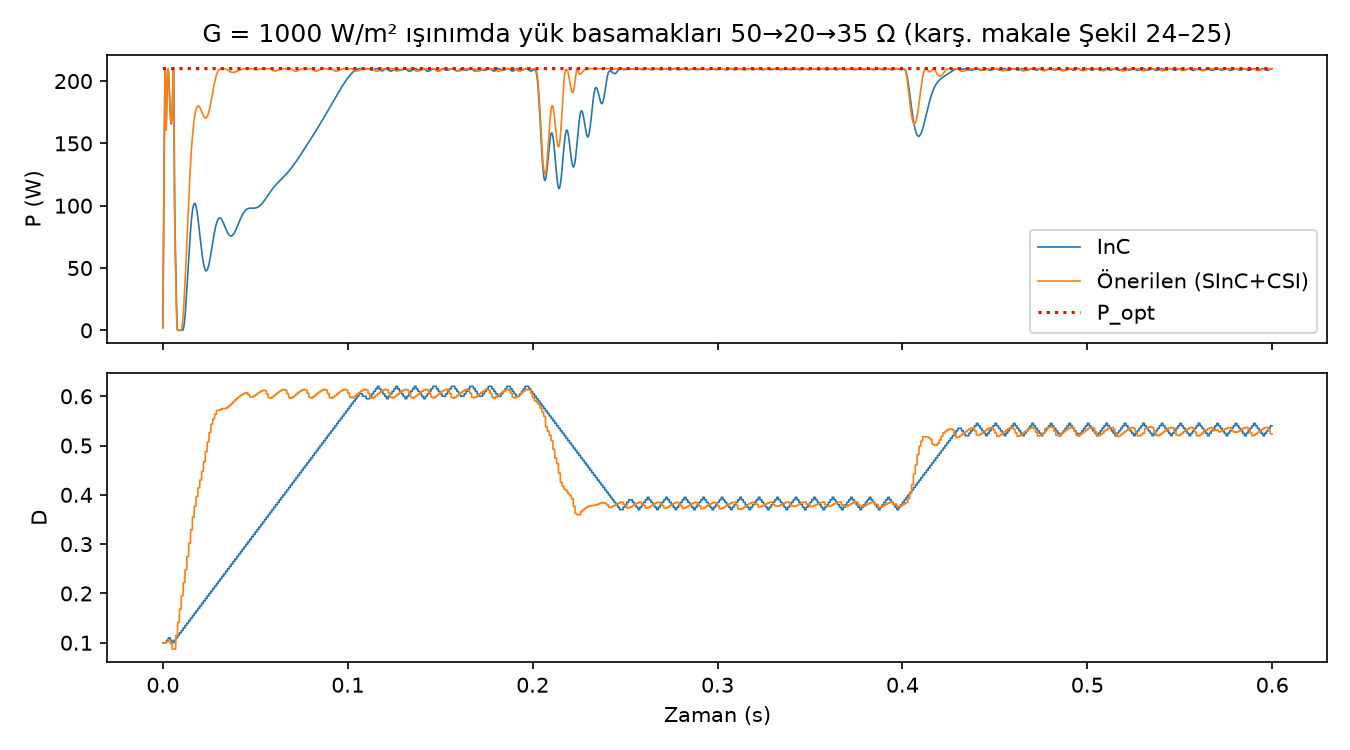 G = 1000 W/m² ışınımda yük basamakları 50→20→35 Ω (karş. makale Şekil 24–25)
200
150
100
50
0
P (W)
InC
Önerilen (SInC+CSI)
P_opt
0.6
0.5
0.4
0.3
0.2
0.1
D
0.0 0.1 0.2 0.3 0.4 0.5 0.6
Zaman (s)